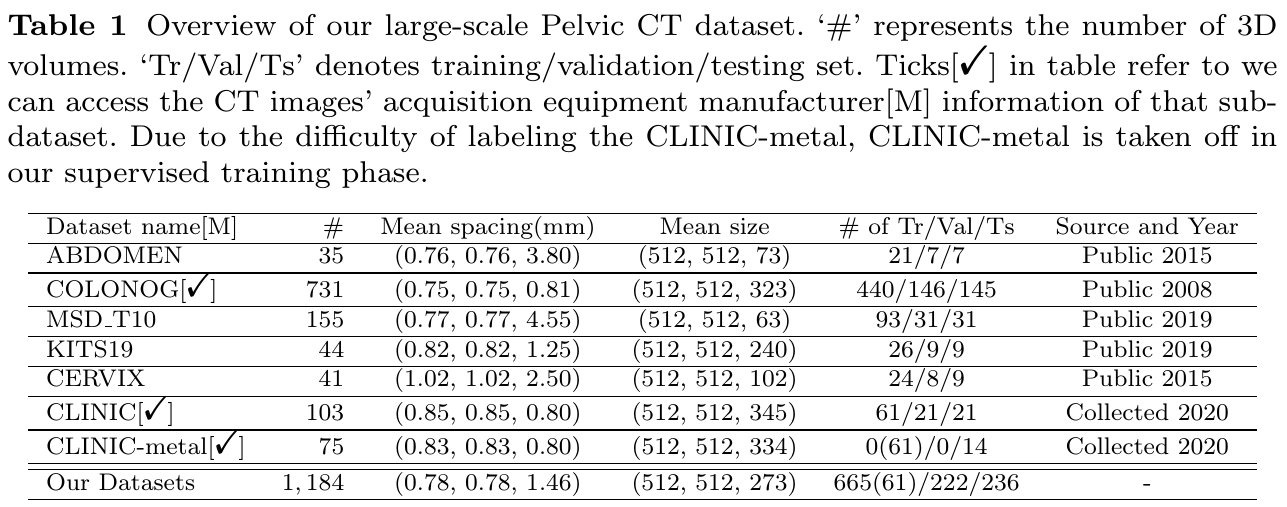 Table 1 Overview of our large-scale Pelvic CT dataset. ‘#’ represents the number of 3D
volumes. ‘Tr/Val/Ts’ denotes training/validation/testing set. Ticks[✓] in table refer to we
can access the CT images’ acquisition equipment manufacturer[M] information of that sub-
dataset. Due to the difficulty of labeling the CLINIC-metal, CLINIC-metal is taken off in
our supervised training phase.
Dataset name[M] # Mean spacing(mm) Mean size # of Tr/Val/Ts Source and Year
ABDOMEN 35 (0.76, 0.76, 3.80) (512, 512, 73) 21/7/7 Public 2015
COLONOG[✓] 731 (0.75, 0.75, 0.81) (512, 512, 323) 440/146/145 Public 2008
MSD_T10 155 (0.77, 0.77, 4.55) (512, 512, 63) 93/31/31 Public 2019
KITS19 44 (0.82, 0.82, 1.25) (512, 512, 240) 26/9/9 Public 2019
CERVIX 41 (1.02, 1.02, 2.50) (512, 512, 102) 24/8/9 Public 2015
CLINIC[✓] 103 (0.85, 0.85, 0.80) (512, 512, 345) 61/21/21 Collected 2020
CLINIC-metal[✓] 75 (0.83, 0.83, 0.80) (512, 512, 334) 0(61)/0/14 Collected 2020
Our Datasets 1,184 (0.78, 0.78, 1.46) (512, 512, 273) 665(61)/222/236 -